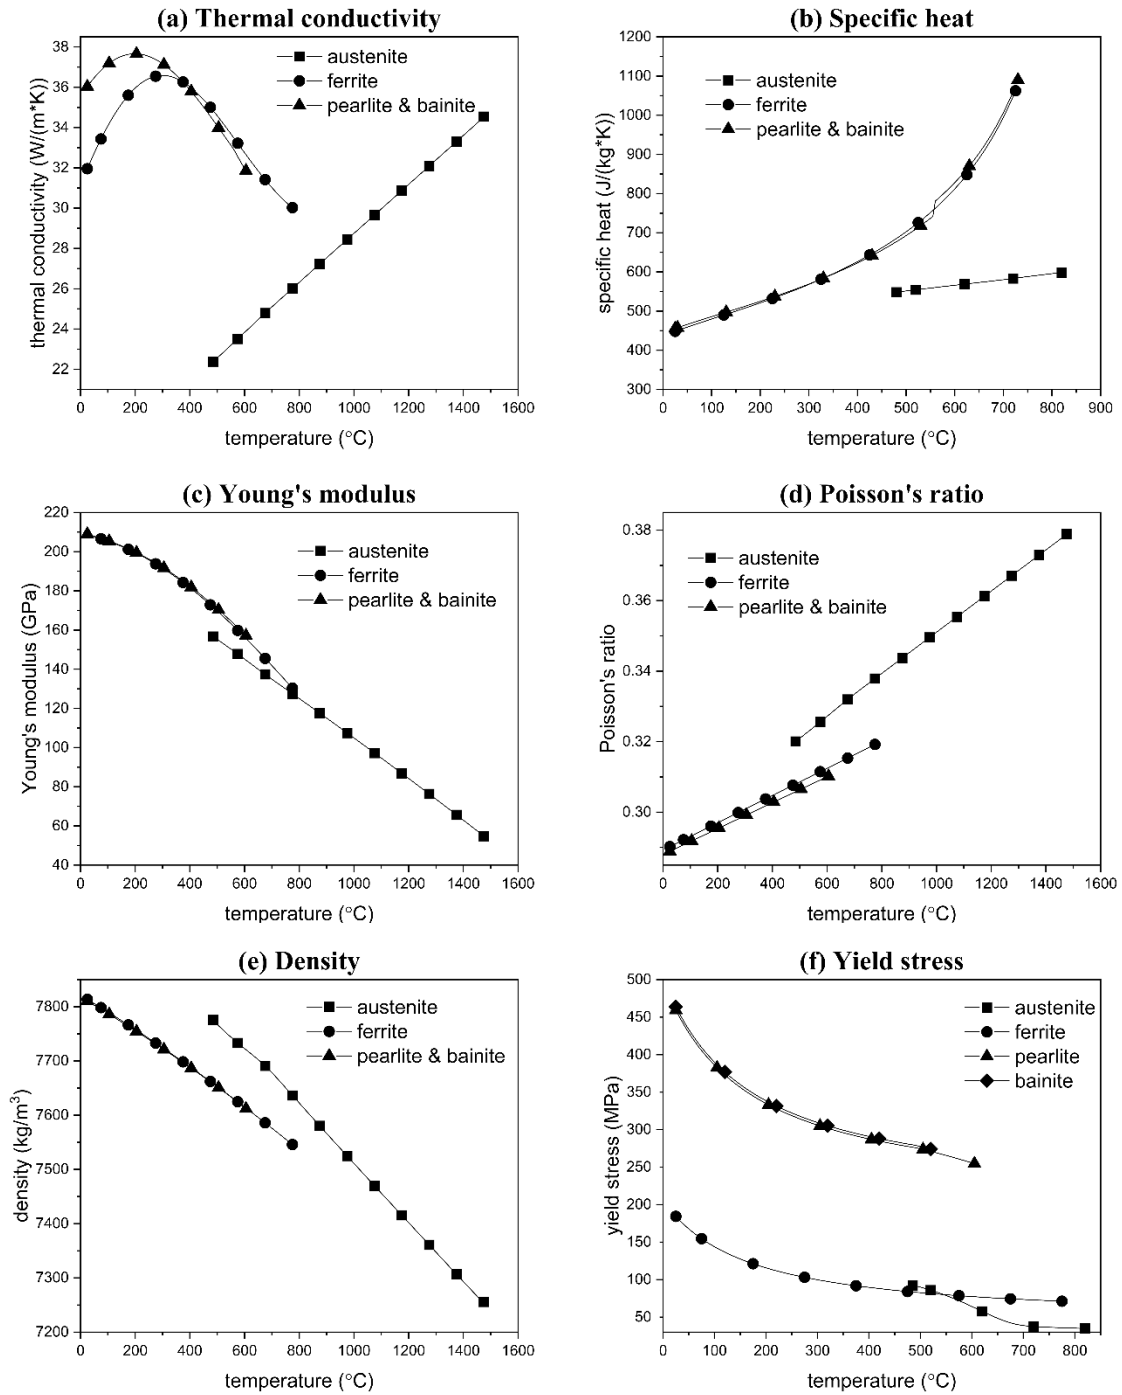 (a) Thermal conductivity
thermal conductivity (W/(m*K))
38
36
34
32
30
28
26
24
22
austenite
ferrite
pearlite & bainite
0 200 400 600 800 1000 1200 1400 1600
temperature (°C)
(b) Specific heat
specific heat (J/(kg*K))
1200
1100
1000
900
800
700
600
500
400
300
austenite
ferrite
pearlite & bainite
0 100 200 300 400 500 600 700 800 900
temperature (°C)
(c) Young's modulus
Young's modulus (GPa)
220
200
180
160
140
120
100
80
60
40
austenite
ferrite
pearlite & bainite
0 200 400 600 800 1000 1200 1400 1600
temperature (°C)
(d) Poisson's ratio
Poisson's ratio
0.38
0.36
0.34
0.32
0.30
austenite
ferrite
pearlite & bainite
0 200 400 600 800 1000 1200 1400 1600
temperature (°C)
(e) Density
density (kg/m³)
7800
7700
7600
7500
7400
7300
7200
austenite
ferrite
pearlite & bainite
0 200 400 600 800 1000 1200 1400 1600
temperature (°C)
(f) Yield stress
yield stress (MPa)
500
450
400
350
300
250
200
150
100
50
austenite
ferrite
pearlite
bainite
0 100 200 300 400 500 600 700 800
temperature (°C)